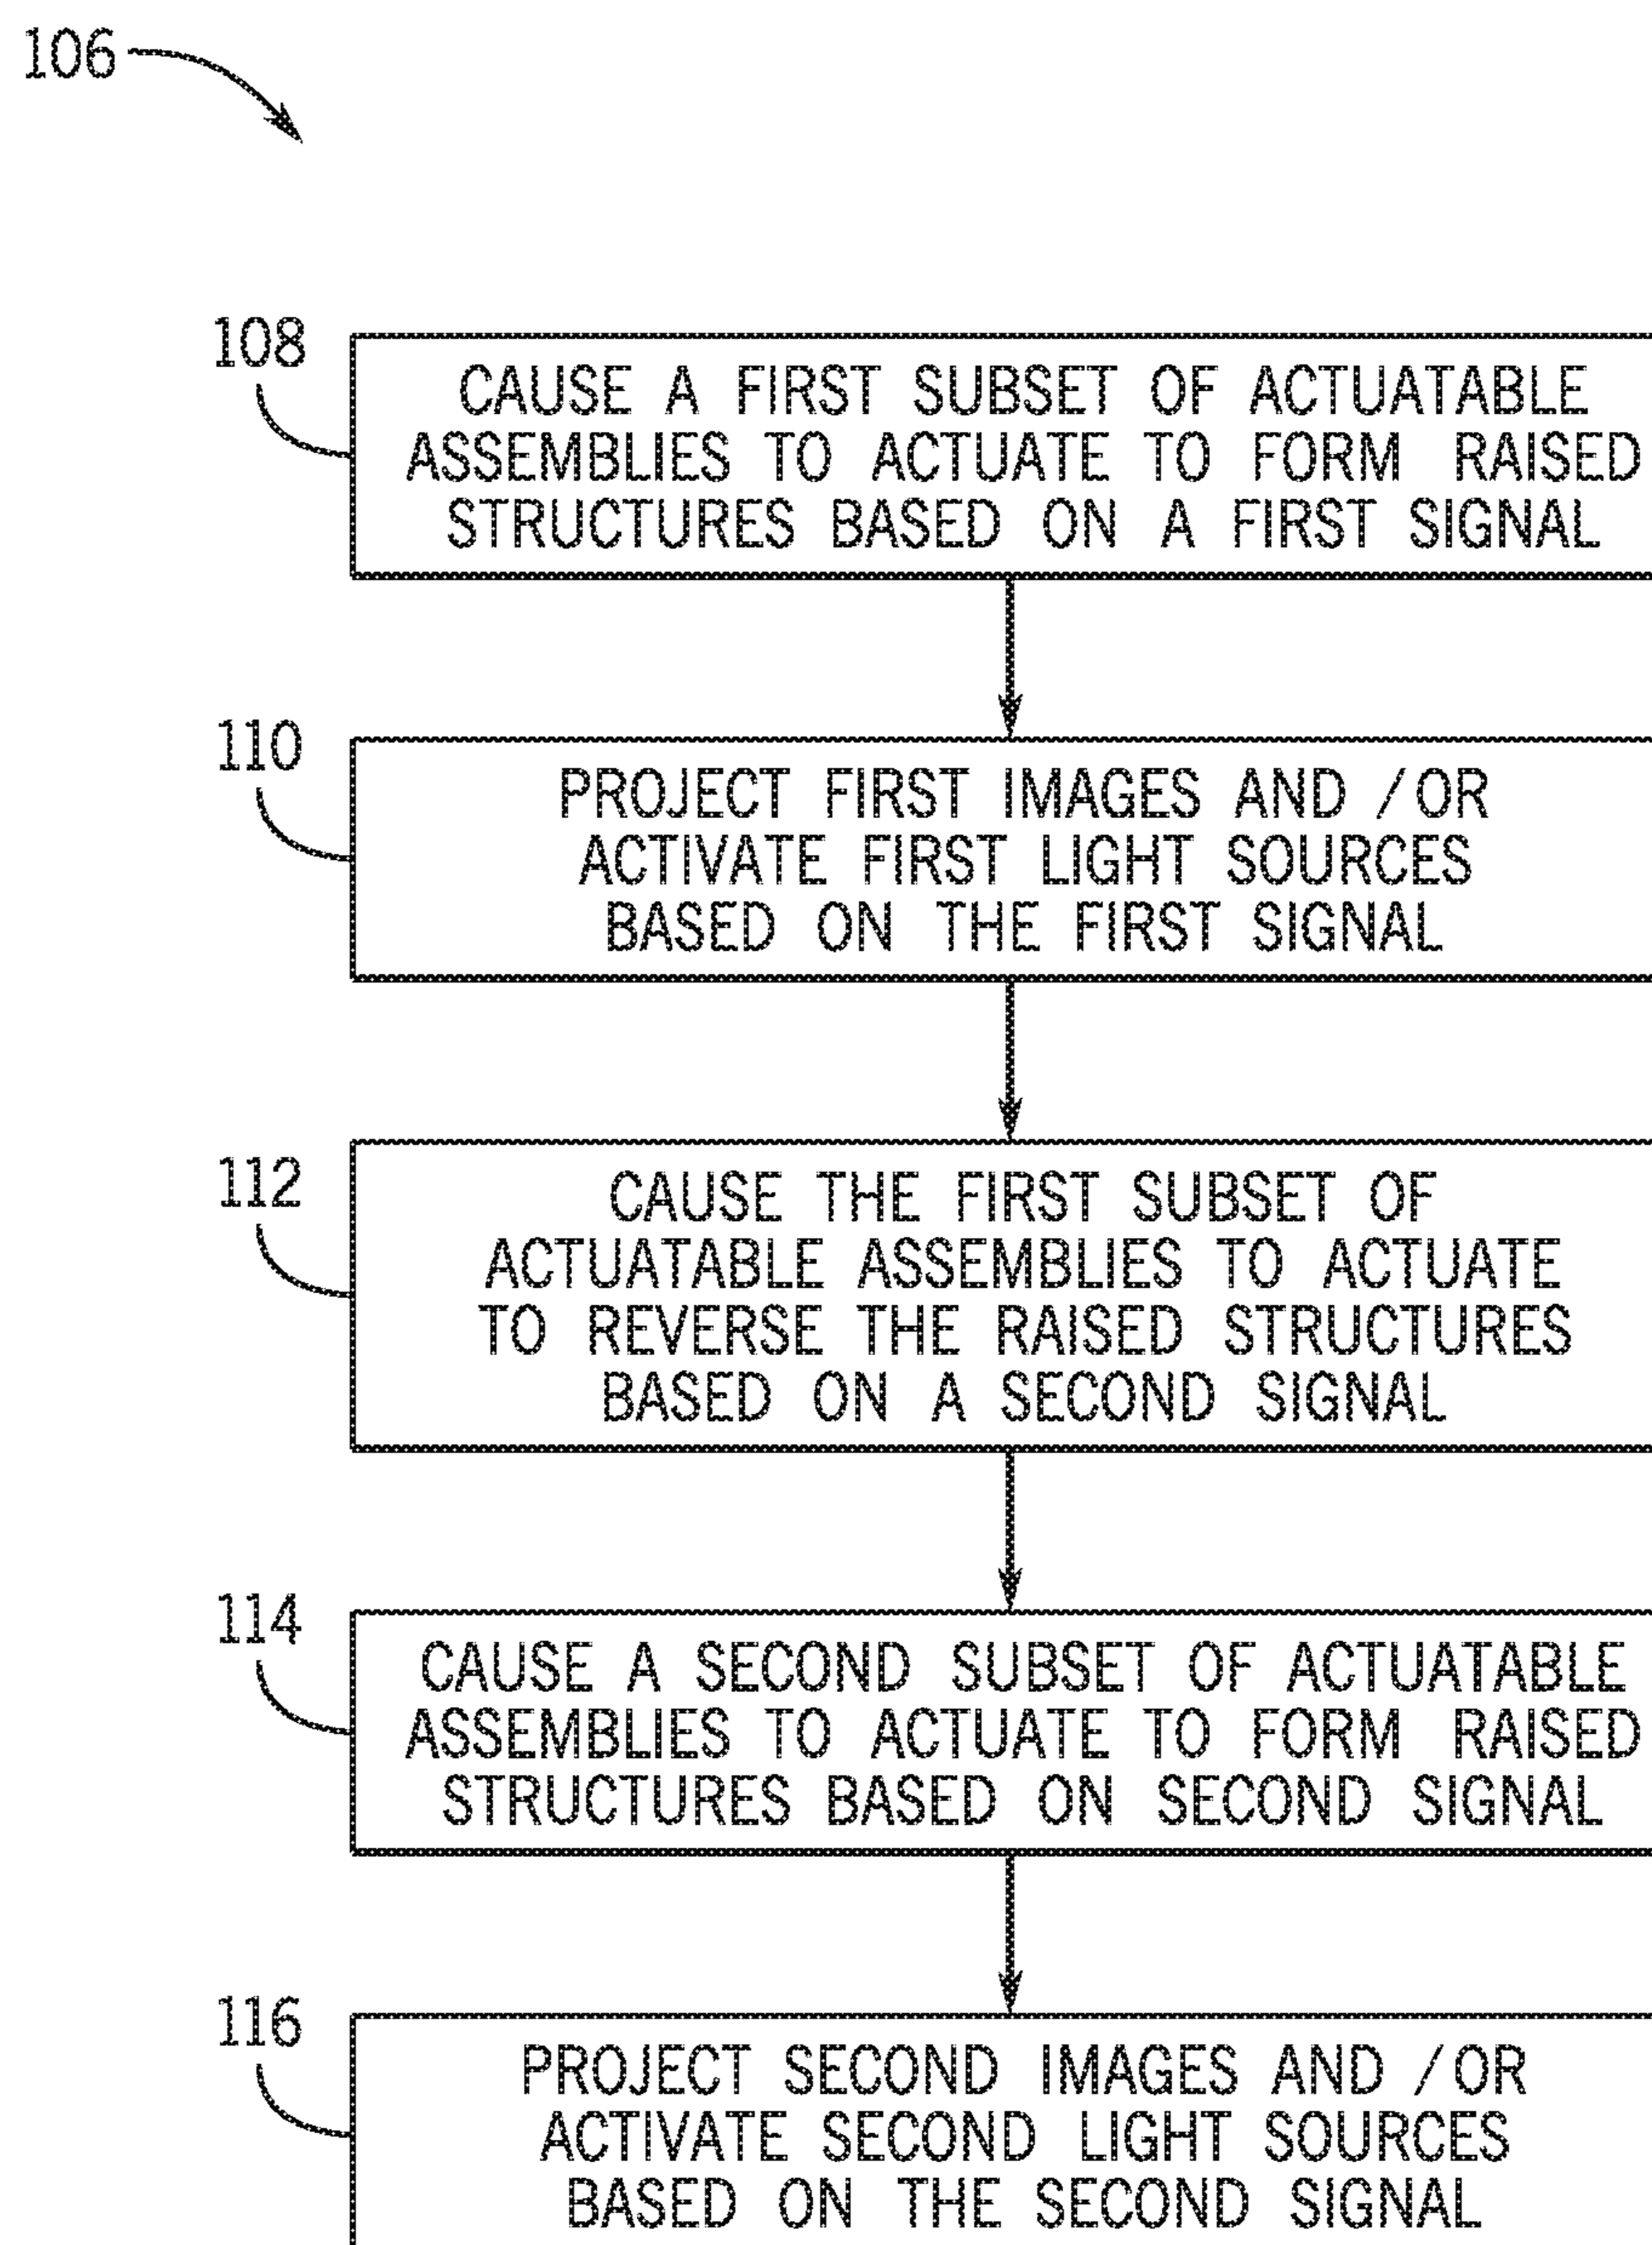 106
108
CAUSE A FIRST SUBSET OF ACTUATABLE
ASSEMBLIES TO ACTUATE TO FORM RAISED
STRUCTURES BASED ON A FIRST SIGNAL
110
PROJECT FIRST IMAGES AND /OR
ACTIVATE FIRST LIGHT SOURCES
BASED ON THE FIRST SIGNAL
112
CAUSE THE FIRST SUBSET OF
ACTUATABLE ASSEMBLIES TO ACTUATE
TO REVERSE THE RAISED STRUCTURES
BASED ON A SECOND SIGNAL
114
CAUSE A SECOND SUBSET OF ACTUATABLE
ASSEMBLIES TO ACTUATE TO FORM RAISED
STRUCTURES BASED ON SECOND SIGNAL
116
PROJECT SECOND IMAGES AND /OR
ACTIVATE SECOND LIGHT SOURCES
BASED ON THE SECOND SIGNAL